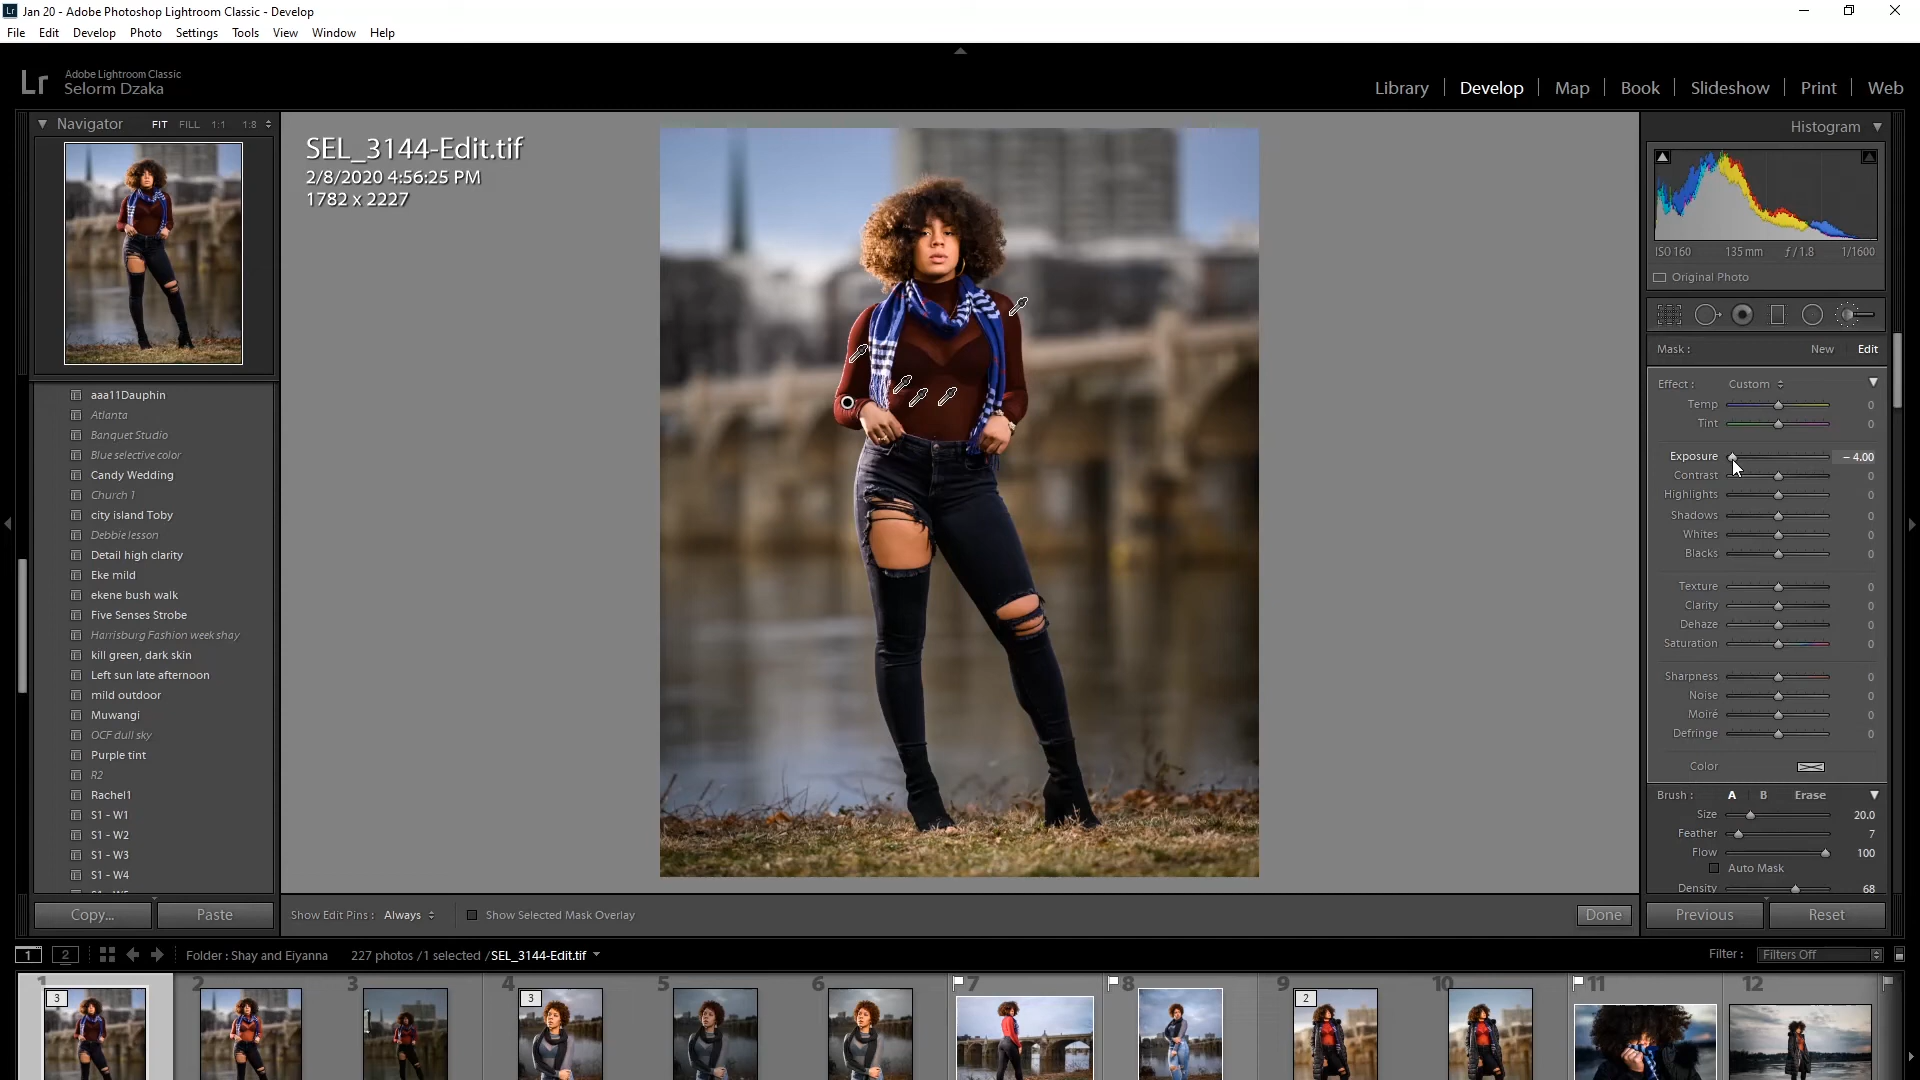 Lr Jan 20 - Adobe Photoshop Lightroom Classic - Develop
File Edit Develop Photo Settings Tools View Window Help
Lr Adobe Lightroom Classic
Selorm Dzaka
Library Develop Map Book Slideshow Print Web
Navigator FIT FILL 1:1 1:8
aaa11Dauphin
Atlanta
Banquet Studio
Blue selective color
Candy Wedding
Church 1
city island Toby
Debbie lesson
Detail high clarity
Eke mild
ekene bush walk
Five Senses Strobe
Harrisburg Fashion week shay
kill green, dark skin
Left sun late afternoon
mild outdoor
Muwangi
OCF dull sky
Purple tint
R2
Rachel1
S1 - W1
S1 - W2
S1 - W3
S1 - W4
Copy... Paste
SEL_3144-Edit.tif
2/8/2020 4:56:25 PM
1782 x 2227
Show Edit Pins : Always Show Selected Mask Overlay Done
Histogram
ISO 160 135 mm f / 1.8 1/1600
Original Photo
Mask : New Edit
Effect : Custom
Temp 0
Tint 0
Exposure – 4.00
Contrast 0
Highlights 0
Shadows 0
Whites 0
Blacks 0
Texture 0
Clarity 0
Dehaze 0
Saturation 0
Sharpness 0
Noise 0
Moiré 0
Defringe 0
Color
Brush : A B Erase
Size 20.0
Feather 7
Flow 100
Auto Mask
Density 68
Previous Reset
1 2 Folder : Shay and Eiyanna 227 photos / 1 selected / SEL_3144-Edit.tif Filter : Filters Off
1 2 3 4 5 6 7 8 9 10 11 12
3 3 2